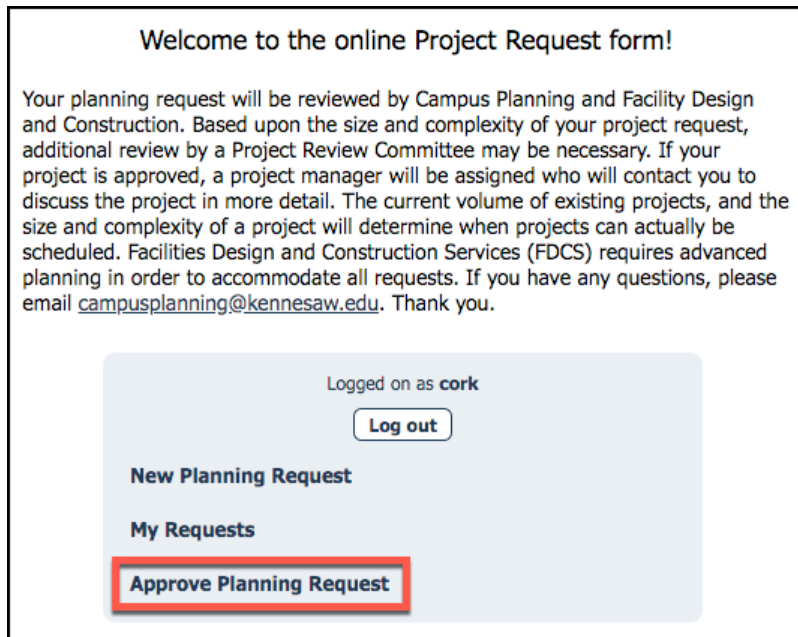 Welcome to the online Project Request form!
Your planning request will be reviewed by Campus Planning and Facility Design
and Construction. Based upon the size and complexity of your project request,
additional review by a Project Review Committee may be necessary. If your
project is approved, a project manager will be assigned who will contact you to
discuss the project in more detail. The current volume of existing projects, and the
size and complexity of a project will determine when projects can actually be
scheduled. Facilities Design and Construction Services (FDCS) requires advanced
planning in order to accommodate all requests. If you have any questions, please
email campusplanning@kennesaw.edu. Thank you.
Logged on as cork
Log out
New Planning Request
My Requests
Approve Planning Request